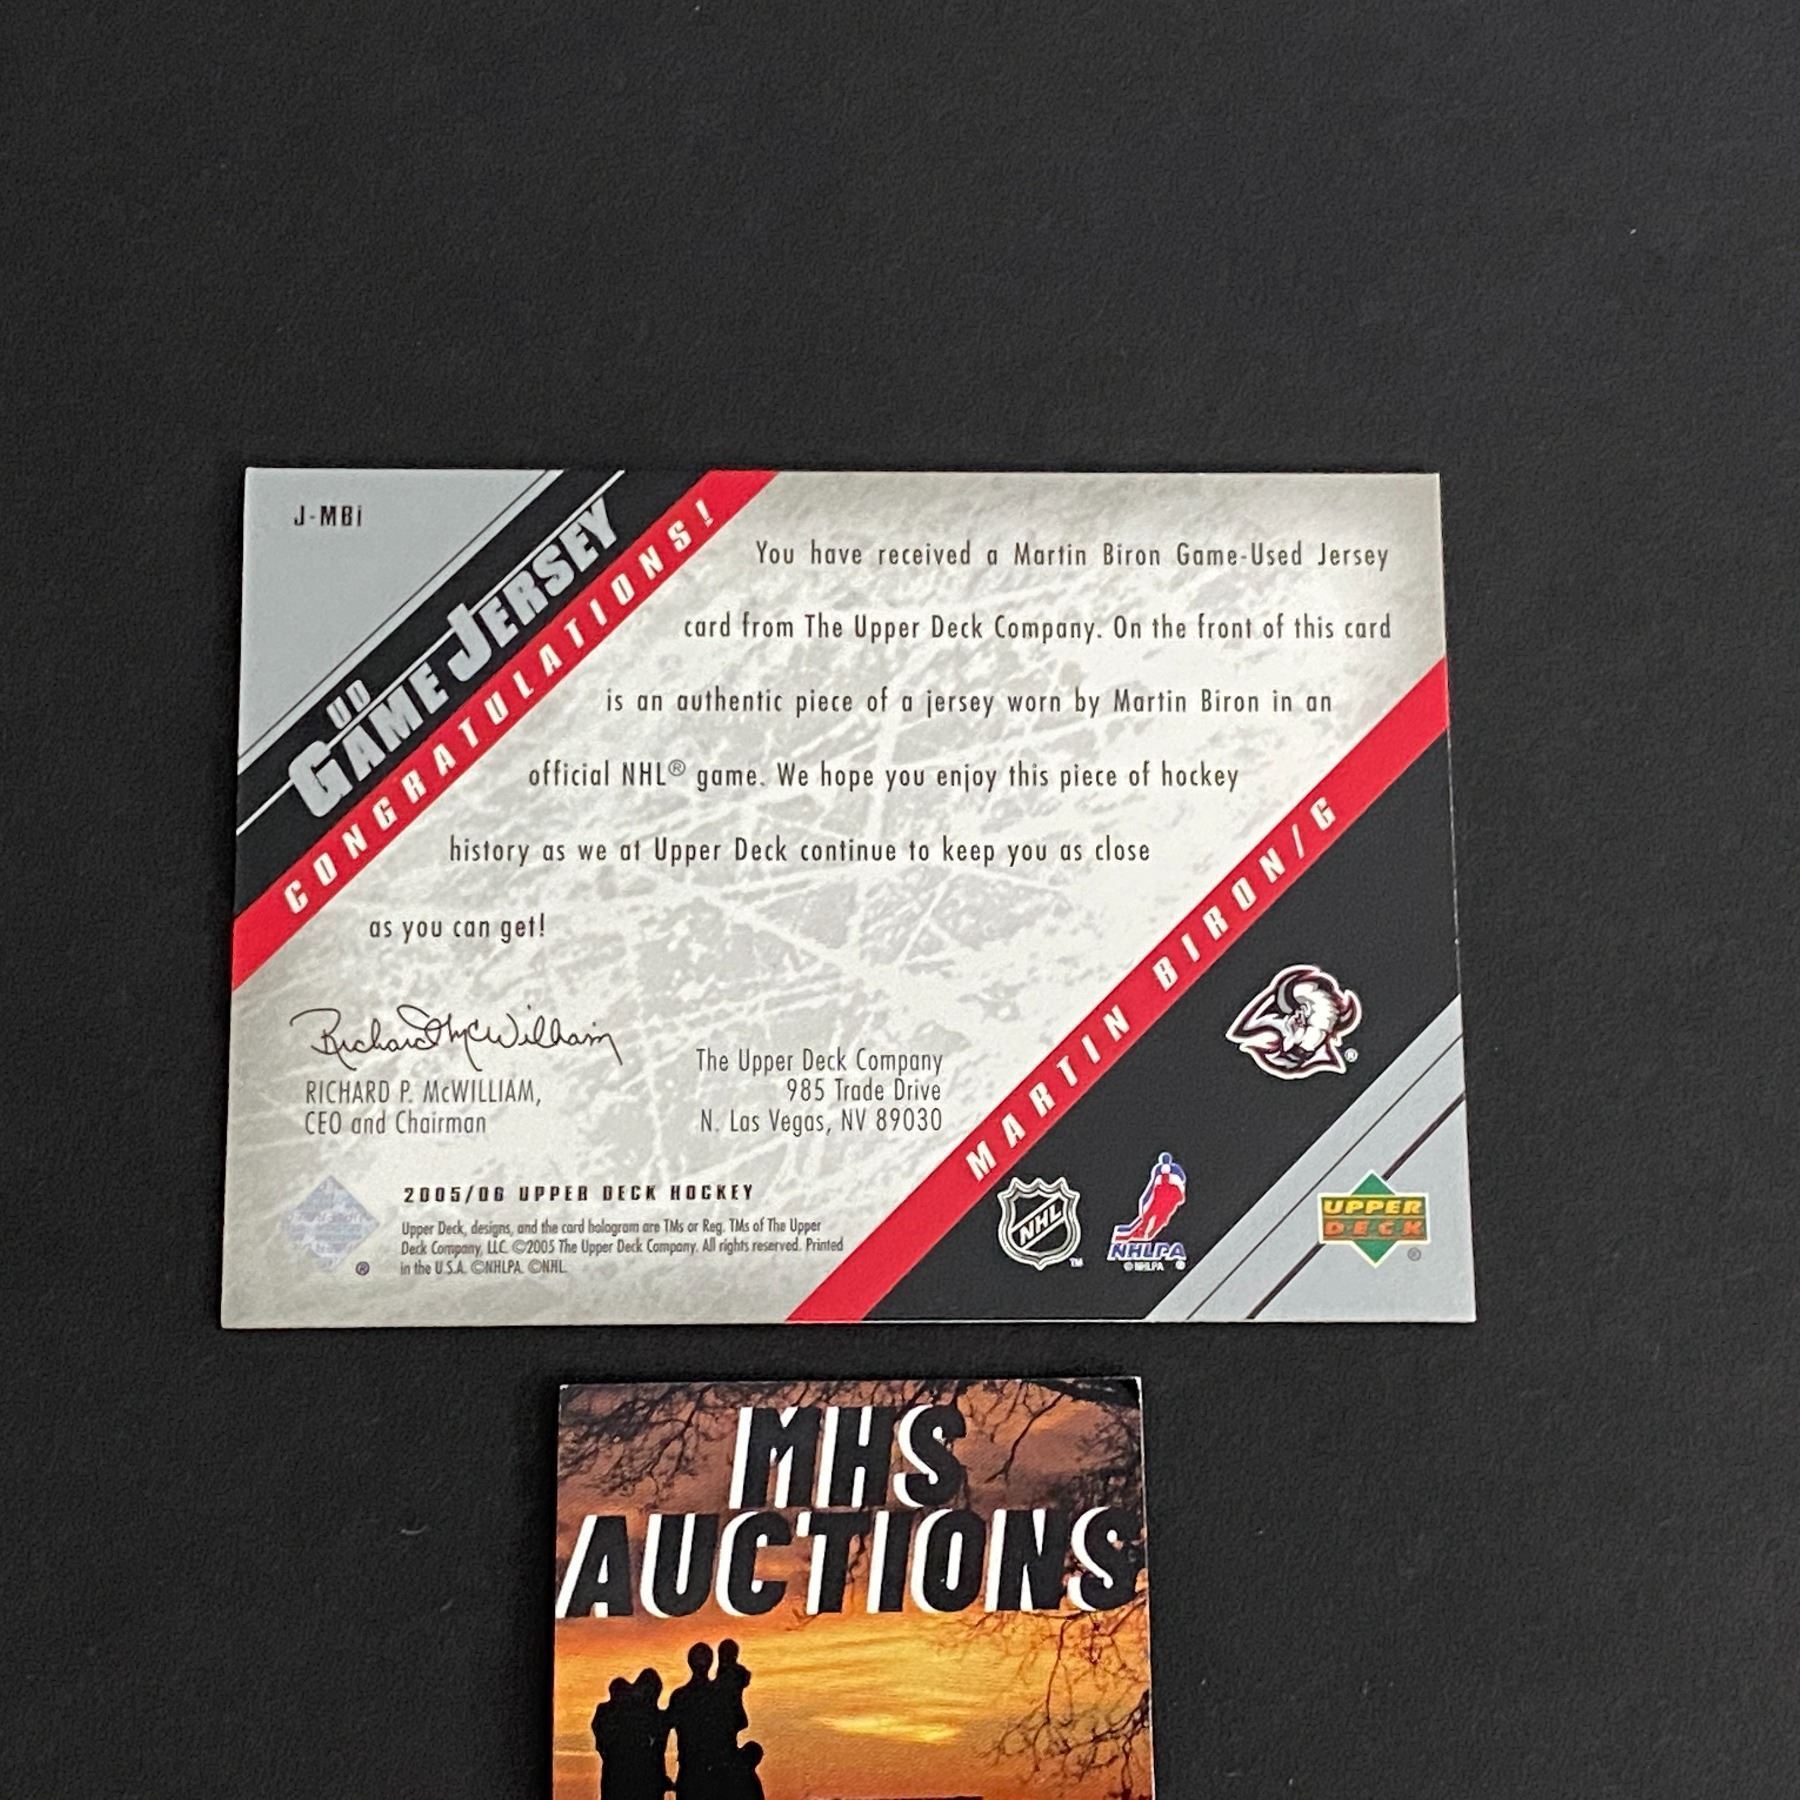 J-MBi
UD
GAME JERSEY
CONGRATULATIONS!
You have received a Martin Biron Game-Used Jersey
card from The Upper Deck Company. On the front of this card
is an authentic piece of a jersey worn by Martin Biron in an
official NHL® game. We hope you enjoy this piece of hockey
history as we at Upper Deck continue to keep you as close
as you can get!
Richard McWilliam
RICHARD P. McWILLIAM,
CEO and Chairman
The Upper Deck Company
985 Trade Drive
N. Las Vegas, NV 89030
MARTIN BIRON/G
®
2005/06 UPPER DECK HOCKEY
Upper Deck, designs, and the card hologram are TMs or Reg. TMs of The Upper
Deck Company, LLC. ©2005 The Upper Deck Company. All rights reserved. Printed
in the U.S.A. ©NHLPA. ©NHL.
®
NHL
™
NHLPA
© NHLPA ®
UPPER
DECK
®
MHS
AUCTIONS